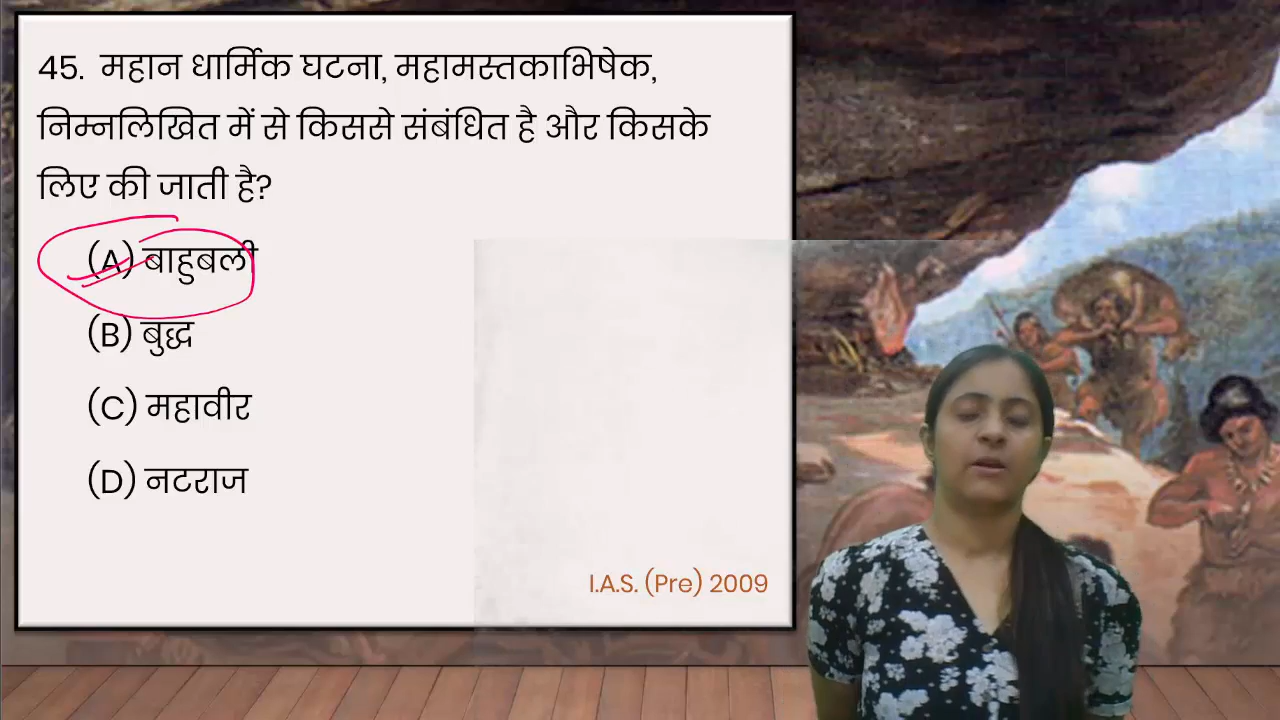 45. महान धार्मिक घटना, महामस्तकाभिषेक,
निम्नलिखित में से किससे संबंधित है और किसके
लिए की जाती है?
(A) बाहुबली
(B) बुद्ध
(C) महावीर
(D) नटराज
I.A.S. (Pre) 2009